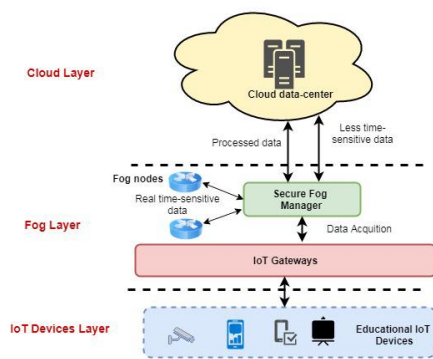 Cloud Layer
Cloud data-center
Processed data
Less time-
sensitive data
Fog nodes
Real time-sensitive
data
Secure Fog
Manager
Fog Layer
Data Acquition
IoT Gateways
IoT Devices Layer
Educational IoT
Devices